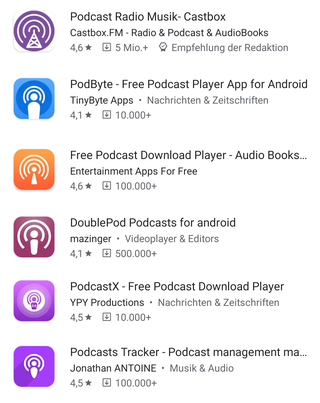 Podcast Radio Musik- Castbox
Castbox.FM - Radio & Podcast & AudioBooks
4,6 ★ 5 Mio.+ Empfehlung der Redaktion
PodByte - Free Podcast Player App for Android
TinyByte Apps • Nachrichten & Zeitschriften
4,1 ★ 10.000+
Free Podcast Download Player - Audio Books...
Entertainment Apps For Free
4,6 ★ 100.000+
DoublePod Podcasts for android
mazinger • Videoplayer & Editors
4,1 ★ 500.000+
PodcastX - Free Podcast Download Player
YPY Productions • Nachrichten & Zeitschriften
4,5 ★ 10.000+
Podcasts Tracker - Podcast management ma...
Jonathan ANTOINE • Musik & Audio
4,5 ★ 100.000+